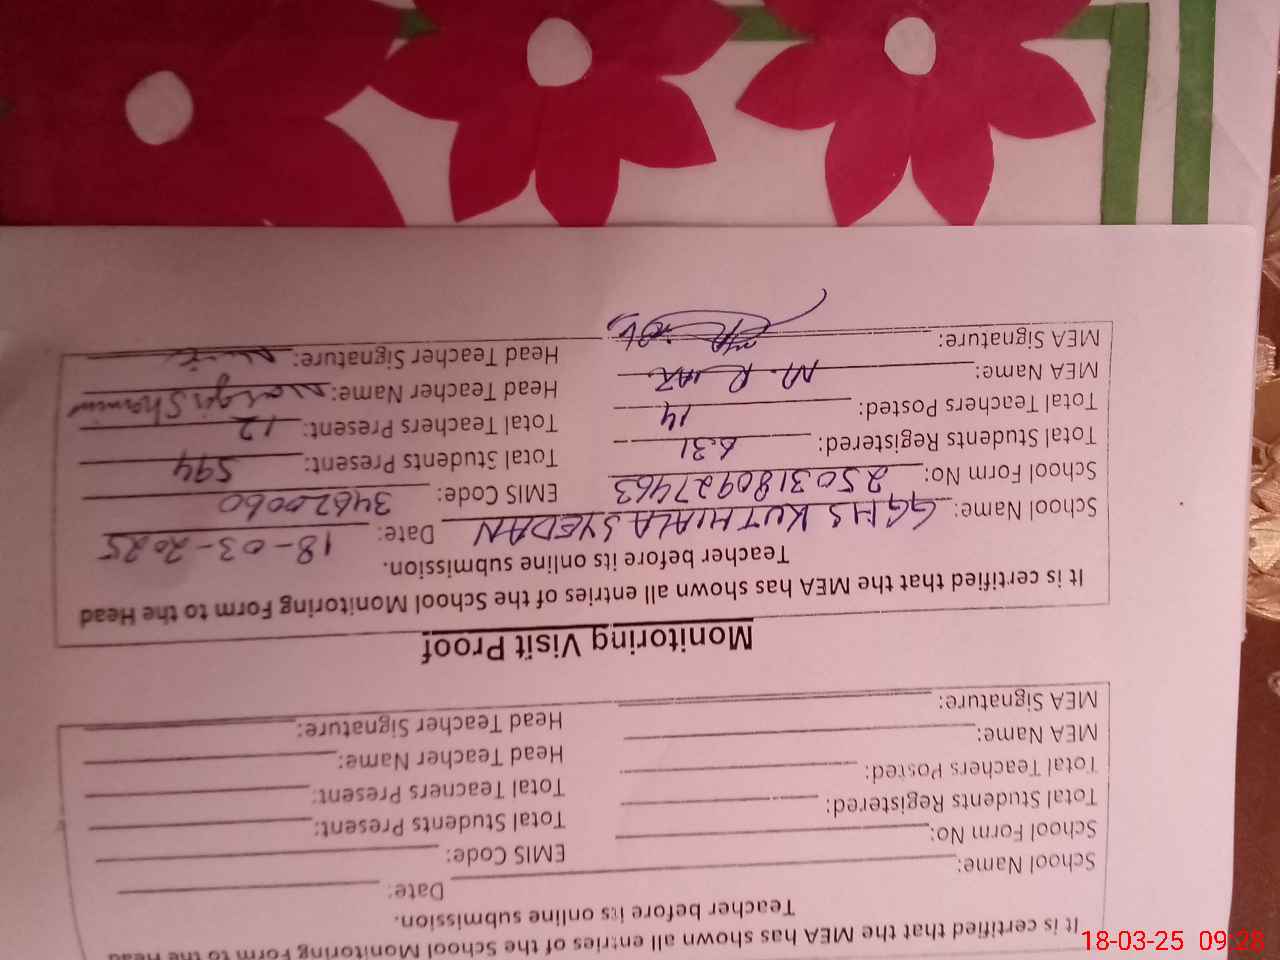 Monitoring Visit Proof
It is certified that the MEA has shown all entries of the School Monitoring Form to the Head
Teacher before its online submission.
School Name: GGHS KUTHIALA SYEDAN Date: 18-03-2025
School Form No: 2503180927463 EMIS Code: 34620060
Total Students Registered: 631 Total Students Present: 594
Total Teachers Posted: 14 Total Teachers Present: 12
MEA Name: M. Riaz Head Teacher Name: Nargis Shamim
MEA Signature: Head Teacher Signature:
It is certified that the MEA has shown all entries of the School Monitoring Form to the Head
Teacher before its online submission.
School Name: Date:
School Form No: EMIS Code:
Total Students Registered: Total Students Present:
Total Teachers Posted: Total Teachers Present:
MEA Name: Head Teacher Name:
MEA Signature: Head Teacher Signature:
18-03-25 09:28